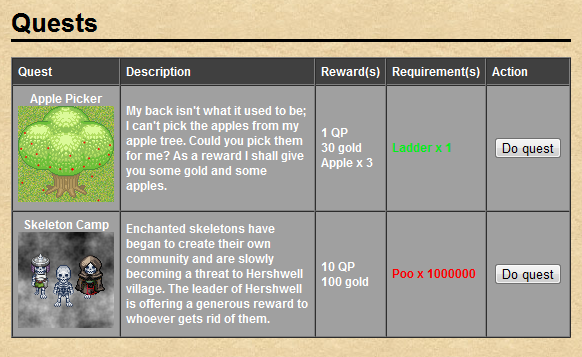 Quests
Quest Description Reward(s) Requirement(s) Action
Apple Picker
My back isn't what it used to be;
I can't pick the apples from my
apple tree. Could you pick them
for me? As a reward I shall give
you some gold and some
apples.
1 QP
30 gold
Apple x 3
Ladder x 1
Do quest
Skeleton Camp
Enchanted skeletons have
began to create their own
community and are slowly
becoming a threat to Hershwell
village. The leader of Hershwell
is offering a generous reward to
whoever gets rid of them.
10 QP
100 gold
Poo x 1000000
Do quest